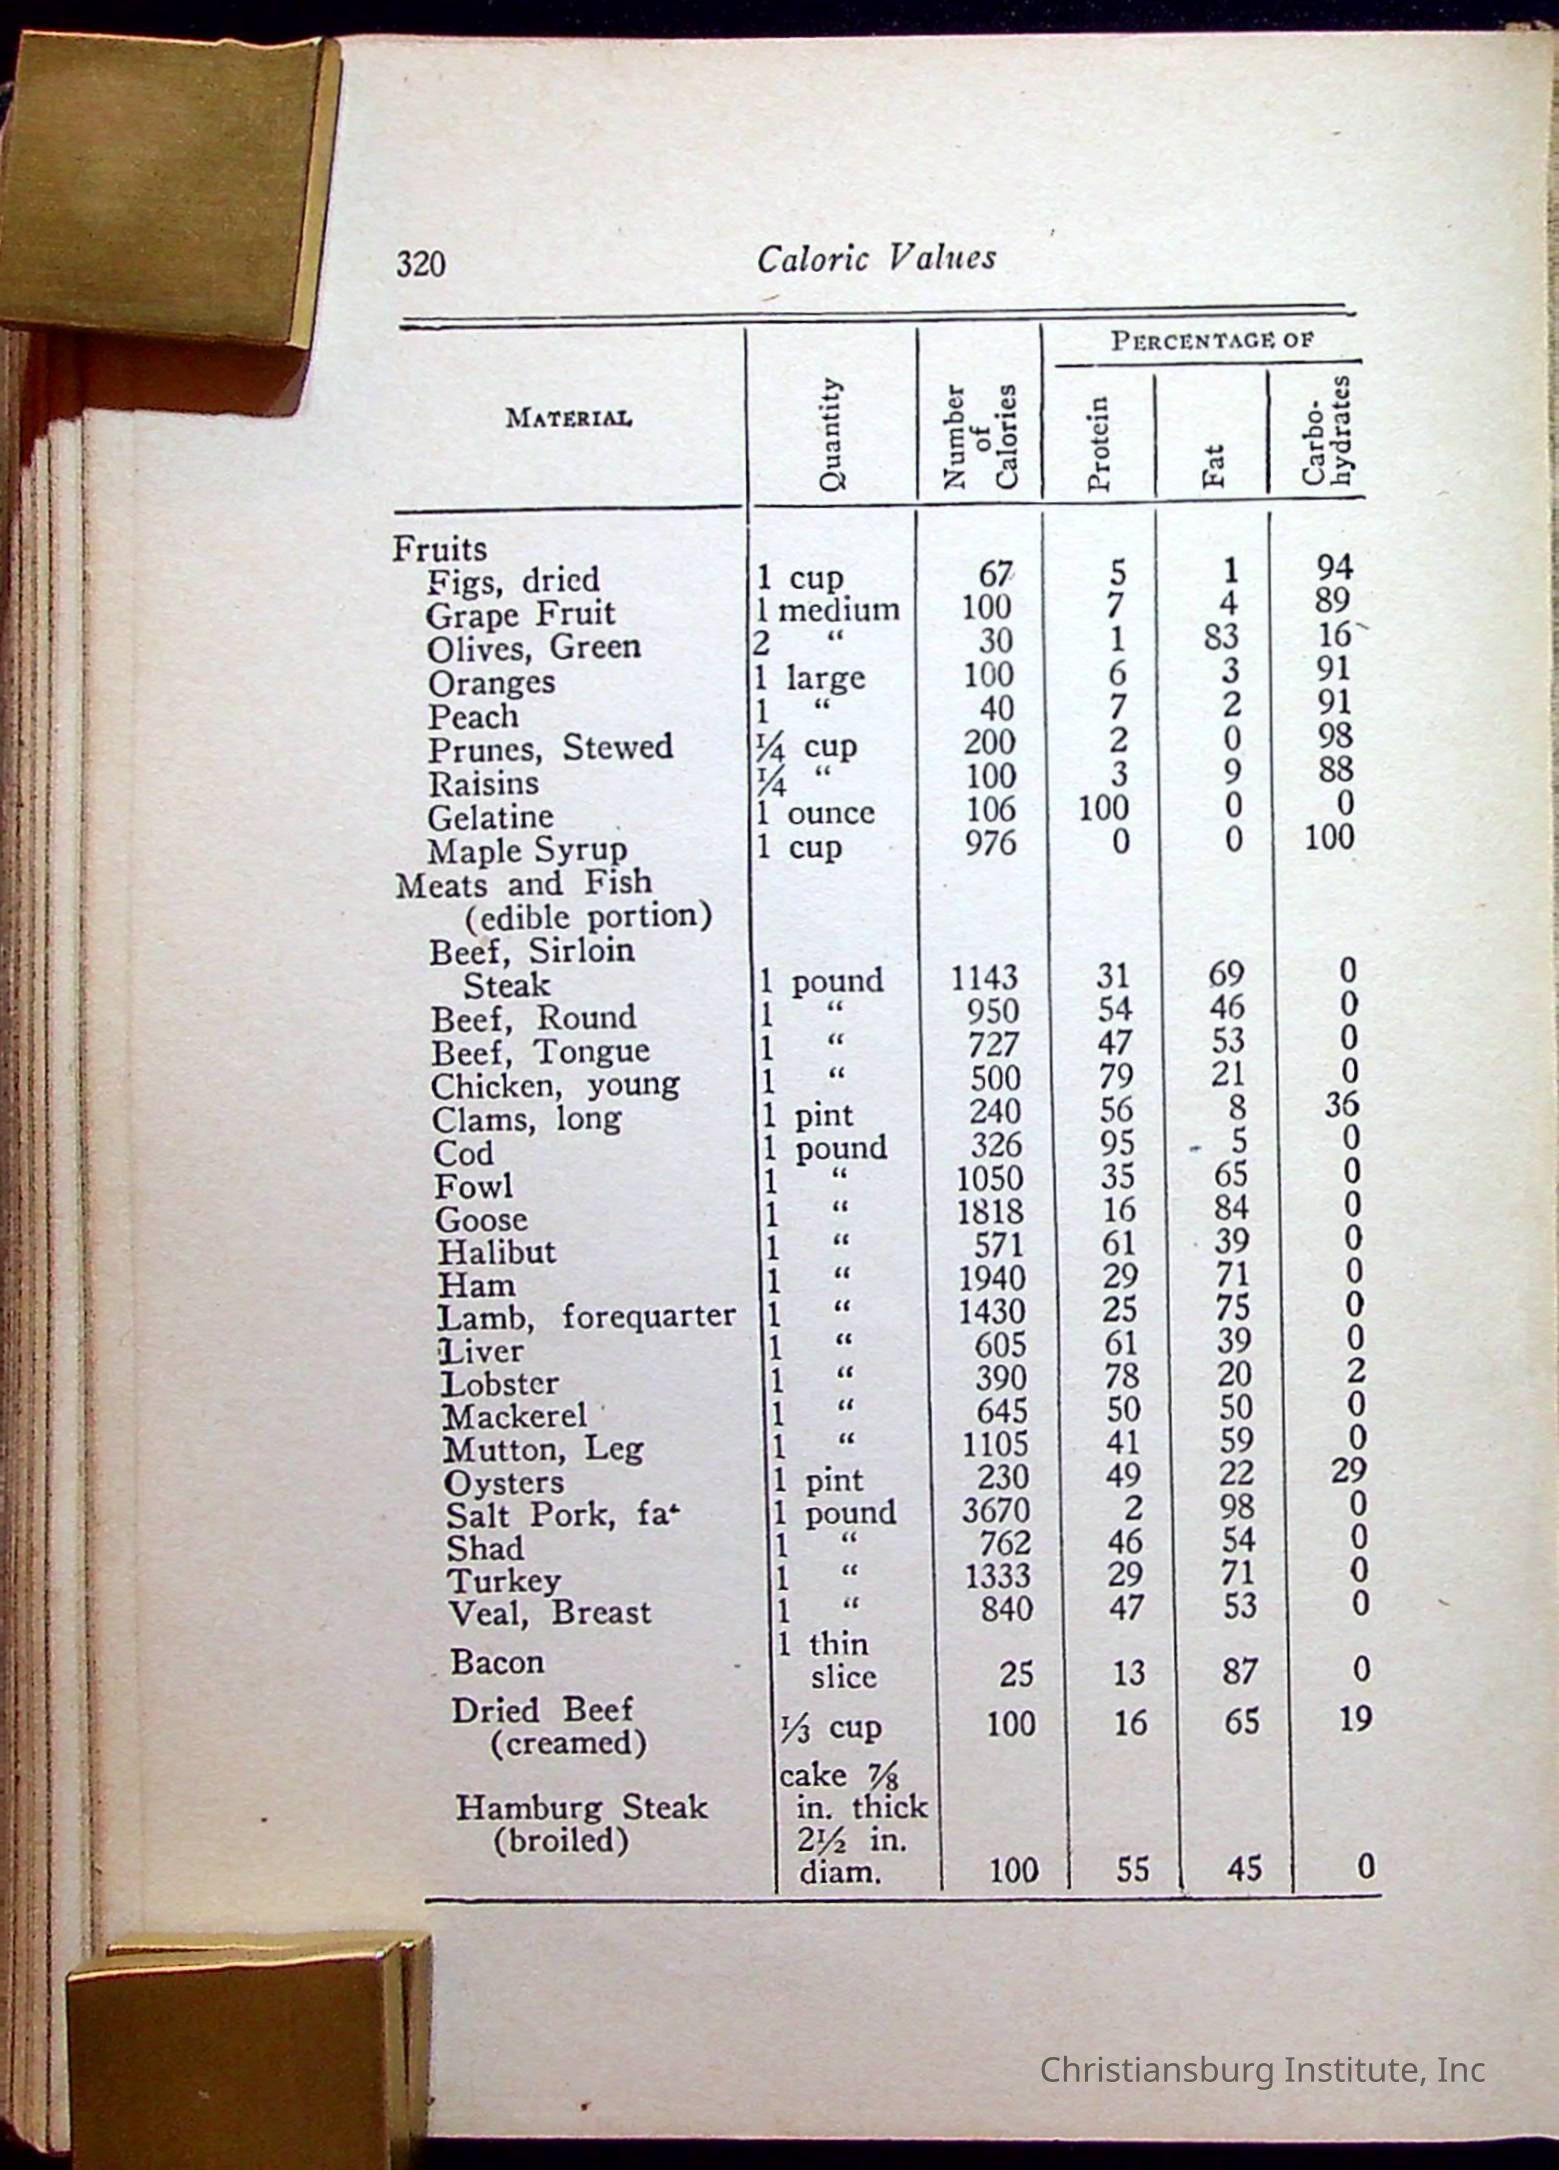 320 Caloric Values
PERCENTAGE OF
MATERIAL Quantity Number of Calories Protein Fat Carbo-hydrates
Fruits
Figs, dried 1 cup 67 5 1 94
Grape Fruit 1 medium 100 7 4 89
Olives, Green 2 “ 30 1 83 16
Oranges 1 large 100 6 3 91
Peach 1 “ 40 7 2 91
Prunes, Stewed ¼ cup 200 2 0 98
Raisins ¼ “ 100 3 9 88
Gelatine 1 ounce 106 100 0 0
Maple Syrup 1 cup 976 0 0 100
Meats and Fish
(edible portion)
Beef, Sirloin
Steak 1 pound 1143 31 69 0
Beef, Round 1 “ 950 54 46 0
Beef, Tongue 1 “ 727 47 53 0
Chicken, young 1 “ 500 79 21 0
Clams, long 1 pint 240 56 8 36
Cod 1 pound 326 95 5 0
Fowl 1 “ 1050 35 65 0
Goose 1 “ 1818 16 84 0
Halibut 1 “ 571 61 39 0
Ham 1 “ 1940 29 71 0
Lamb, forequarter 1 “ 1430 25 75 0
Liver 1 “ 605 61 39 0
Lobster 1 “ 390 78 20 2
Mackerel 1 “ 645 50 50 0
Mutton, Leg 1 “ 1105 41 59 0
Oysters 1 pint 230 49 22 29
Salt Pork, fat 1 pound 3670 2 98 0
Shad 1 “ 762 46 54 0
Turkey 1 “ 1333 29 71 0
Veal, Breast 1 “ 840 47 53 0
1 thin
Bacon slice 25 13 87 0
Dried Beef
(creamed) ⅓ cup 100 16 65 19
cake ⅞
Hamburg Steak in. thick
(broiled) 2½ in.
diam. 100 55 45 0
Christiansburg Institute, Inc